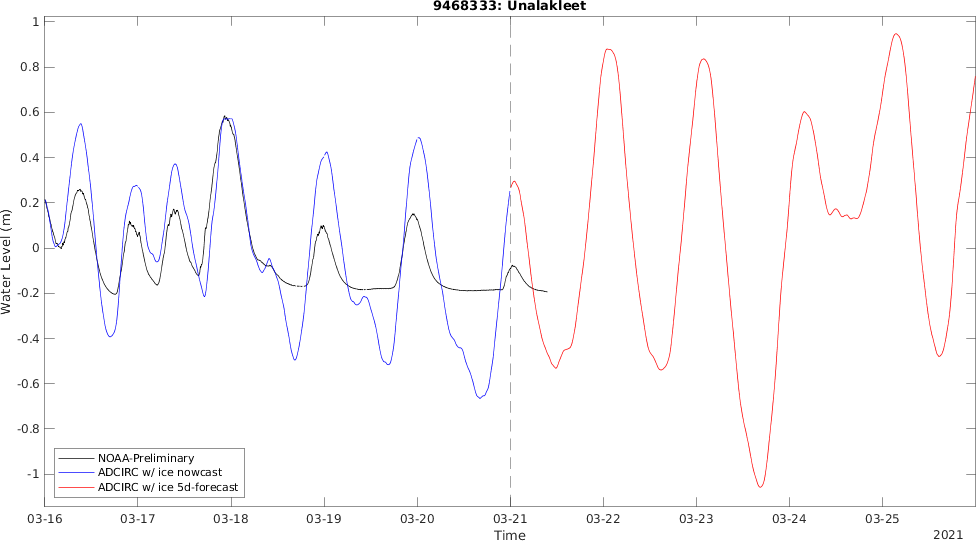 9468333: Unalakleet
1
0.8
0.6
0.4
0.2
0
-0.2
-0.4
-0.6
-0.8
-1
Water Level (m)
NOAA-Preliminary
ADCIRC w/ ice nowcast
ADCIRC w/ ice 5d-forecast
03-16 03-17 03-18 03-19 03-20 03-21 03-22 03-23 03-24 03-25
Time
2021